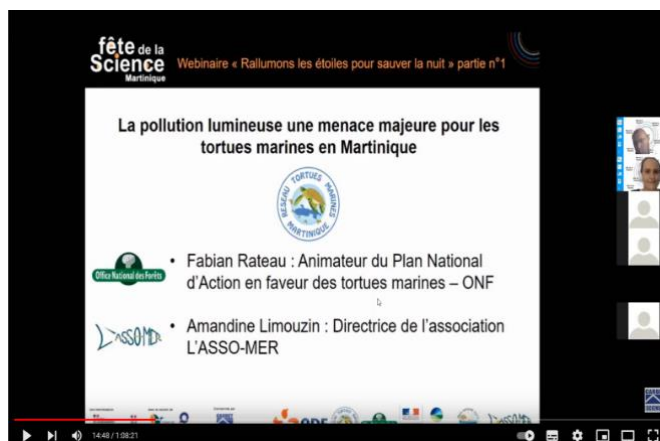 fête de la
Science
Martinique
Webinaire « Rallumons les étoiles pour sauver la nuit » partie n°1
La pollution lumineuse une menace majeure pour les
tortues marines en Martinique
RESEAU TORTUES MARINES
MARTINIQUE
Office National des Forêts
• Fabian Rateau : Animateur du Plan National
d'Action en faveur des tortues marines – ONF
L'ASSO-MER
• Amandine Limouzin : Directrice de l'association
L'ASSO-MER
14:48 / 1:08:21